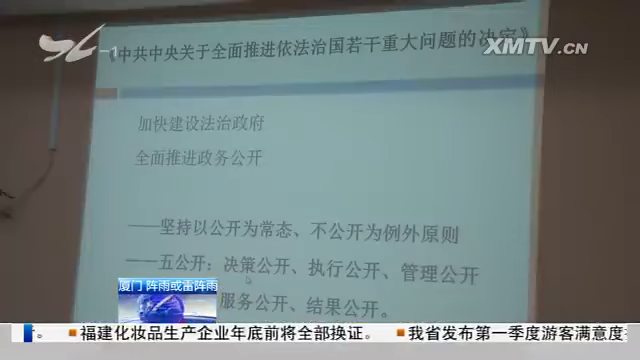 -1
XMTV.CN
《中共中央关于全面推进依法治国若干重大问题的决定》
加快建设法治政府
全面推进政务公开
——坚持以公开为常态、不公开为例外原则
——五公开：决策公开、执行公开、管理公开
服务公开、结果公开。
厦门 阵雨或雷阵雨
。 ■福建化妆品生产企业年底前将全部换证。 ■我省发布第一季度游客满意度